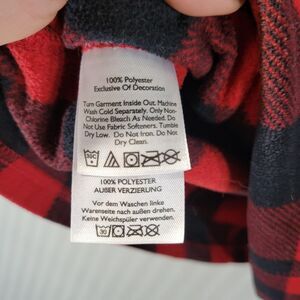 100% Polyester
Exclusive Of Decoration
Turn Garment Inside Out. Machine
Wash Cold Separately. Only Non-
Chlorine Bleach As Needed. Do
Not Use Fabric Softeners. Tumble
Dry Low. Do Not Iron. Do Not
Dry Clean.
30C
100% POLYESTER
AUßER VERZIERUNG
Vor dem Waschen linke
Warenseite nach außen drehen.
Keine Weichspüler verwenden.
30